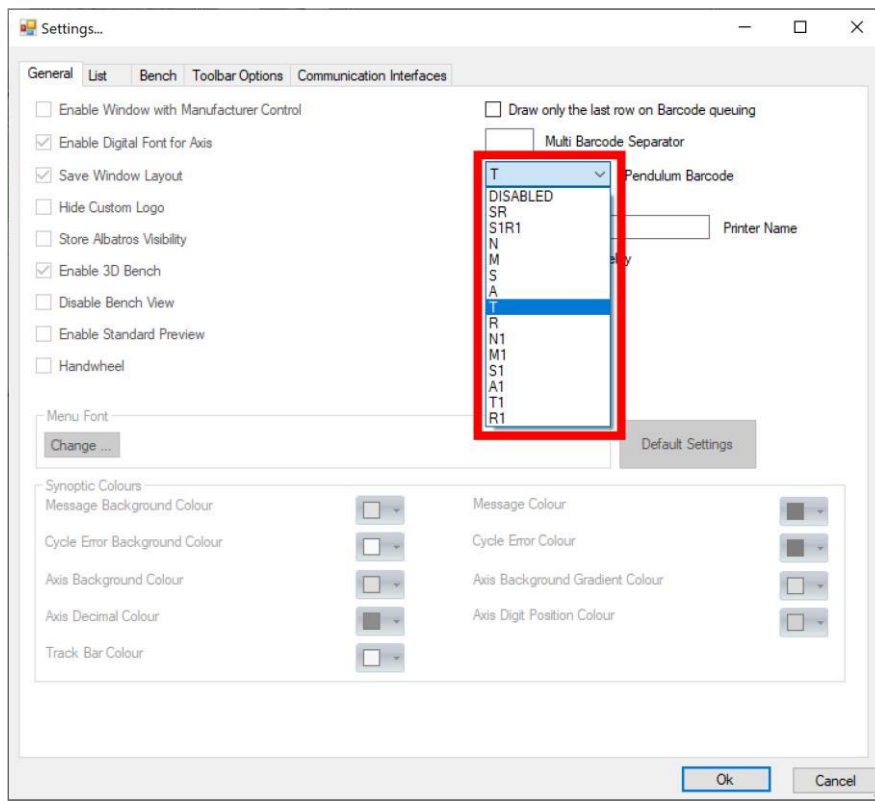 Settings...
General List Bench Toolbar Options Communication Interfaces
Enable Window with Manufacturer Control
Enable Digital Font for Axis
Save Window Layout
Hide Custom Logo
Store Albatros Visibility
Enable 3D Bench
Disable Bench View
Enable Standard Preview
Handwheel
Draw only the last row on Barcode queuing
Multi Barcode Separator
T Pendulum Barcode
DISABLED
SR
S1R1
N
M
S
A
T
R
N1
M1
S1
A1
T1
R1
Printer Name
Menu Font
Change ...
Default Settings
Synoptic Colours
Message Background Colour
Message Colour
Cycle Error Background Colour
Cycle Error Colour
Axis Background Colour
Axis Background Gradient Colour
Axis Decimal Colour
Axis Digit Position Colour
Track Bar Colour
Ok Cancel